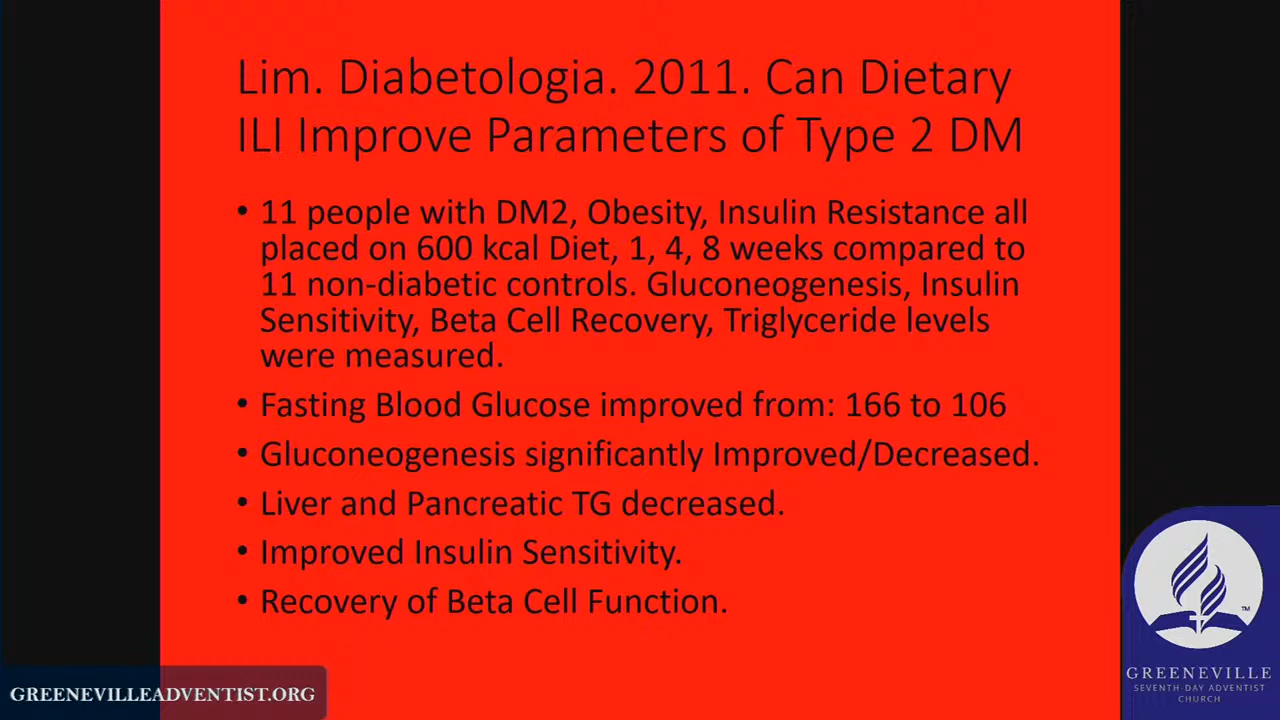 Lim. Diabetologia. 2011. Can Dietary
ILI Improve Parameters of Type 2 DM
• 11 people with DM2, Obesity, Insulin Resistance all
placed on 600 kcal Diet, 1, 4, 8 weeks compared to
11 non-diabetic controls. Gluconeogenesis, Insulin
Sensitivity, Beta Cell Recovery, Triglyceride levels
were measured.
• Fasting Blood Glucose improved from: 166 to 106
• Gluconeogenesis significantly Improved/Decreased.
• Liver and Pancreatic TG decreased.
• Improved Insulin Sensitivity.
• Recovery of Beta Cell Function.
GREENEVILLEADVENTIST.ORG
TM
GREENEVILLE
SEVENTH-DAY ADVENTIST
CHURCH